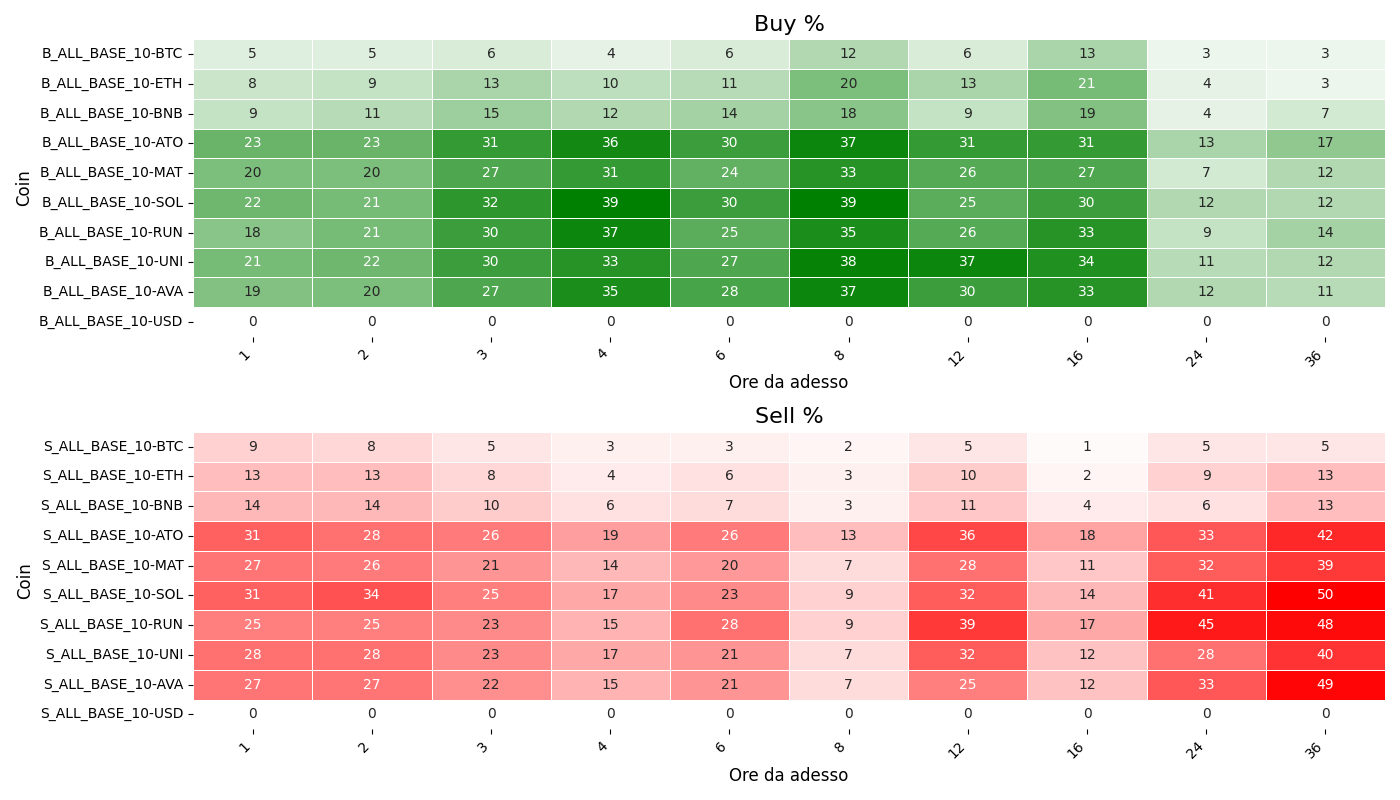 Buy %
Coin
B_ALL_BASE_10-BTC 5 5 6 4 6 12 6 13 3 3
B_ALL_BASE_10-ETH 8 9 13 10 11 20 13 21 4 3
B_ALL_BASE_10-BNB 9 11 15 12 14 18 9 19 4 7
B_ALL_BASE_10-ATO 23 23 31 36 30 37 31 31 13 17
B_ALL_BASE_10-MAT 20 20 27 31 24 33 26 27 7 12
B_ALL_BASE_10-SOL 22 21 32 39 30 39 25 30 12 12
B_ALL_BASE_10-RUN 18 21 30 37 25 35 26 33 9 14
B_ALL_BASE_10-UNI 21 22 30 33 27 38 37 34 11 12
B_ALL_BASE_10-AVA 19 20 27 35 28 37 30 33 12 11
B_ALL_BASE_10-USD 0 0 0 0 0 0 0 0 0 0
1 2 3 4 6 8 12 16 24 36
Ore da adesso
Sell %
Coin
S_ALL_BASE_10-BTC 9 8 5 3 3 2 5 1 5 5
S_ALL_BASE_10-ETH 13 13 8 4 6 3 10 2 9 13
S_ALL_BASE_10-BNB 14 14 10 6 7 3 11 4 6 13
S_ALL_BASE_10-ATO 31 28 26 19 26 13 36 18 33 42
S_ALL_BASE_10-MAT 27 26 21 14 20 7 28 11 32 39
S_ALL_BASE_10-SOL 31 34 25 17 23 9 32 14 41 50
S_ALL_BASE_10-RUN 25 25 23 15 28 9 39 17 45 48
S_ALL_BASE_10-UNI 28 28 23 17 21 7 32 12 28 40
S_ALL_BASE_10-AVA 27 27 22 15 21 7 25 12 33 49
S_ALL_BASE_10-USD 0 0 0 0 0 0 0 0 0 0
1 2 3 4 6 8 12 16 24 36
Ore da adesso